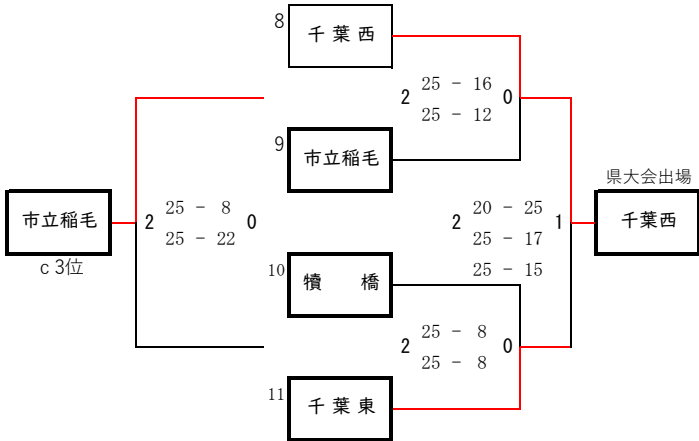 8
千葉西
2 25 - 16 0
25 - 12
9
市立稲毛
県大会出場
市立稲毛
c 3位
2 25 - 8 0
25 - 22
2 20 - 25 1
25 - 17
25 - 15
千葉西
10
犢橋
2 25 - 8 0
25 - 8
11
千葉東